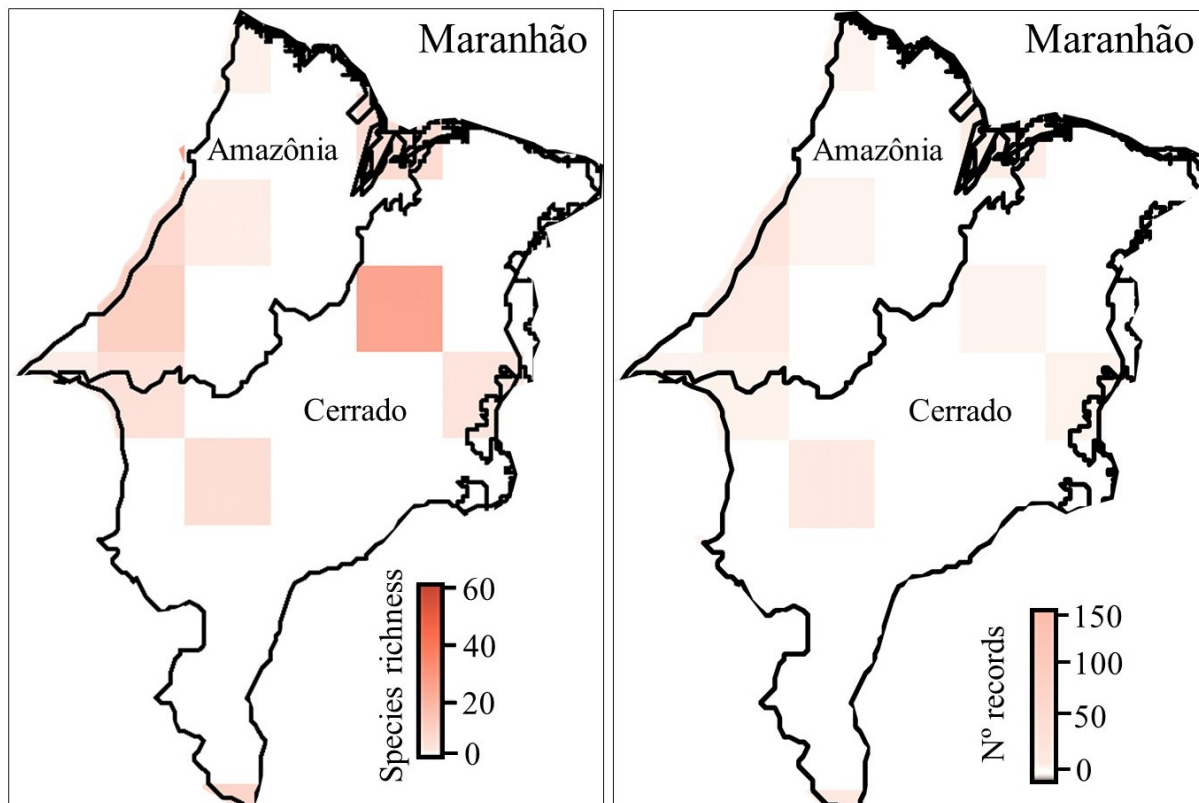 Maranhão
Amazônia
Cerrado
Species richness
60
40
20
0
Maranhão
Amazônia
Cerrado
Nº records
150
100
50
0